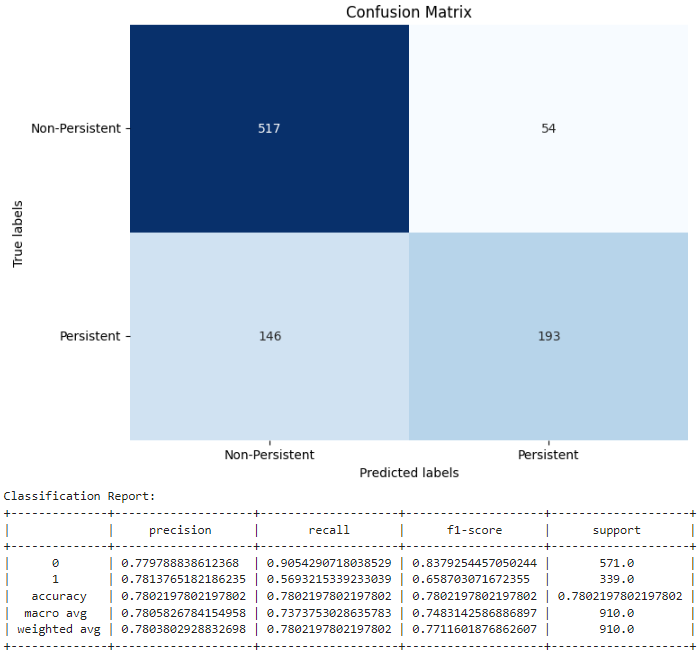 Confusion Matrix
Non-Persistent 517 54
True labels
Persistent 146 193
Non-Persistent Persistent
Predicted labels
Classification Report:
+-------------+--------------------+--------------------+--------------------+--------------------+
| | precision | recall | f1-score | support |
+-------------+--------------------+--------------------+--------------------+--------------------+
| 0 | 0.779788838612368 | 0.9054290718038529 | 0.8379254457050244 | 571.0 |
| 1 | 0.7813765182186235 | 0.5693215339233039 | 0.658703071672355 | 339.0 |
| accuracy | 0.7802197802197802 | 0.7802197802197802 | 0.7802197802197802 | 0.7802197802197802 |
| macro avg | 0.7805826784154958 | 0.7373753028635783 | 0.7483142586886897 | 910.0 |
| weighted avg | 0.7803802928832698 | 0.7802197802197802 | 0.7711601876862607 | 910.0 |
+-------------+--------------------+--------------------+--------------------+--------------------+